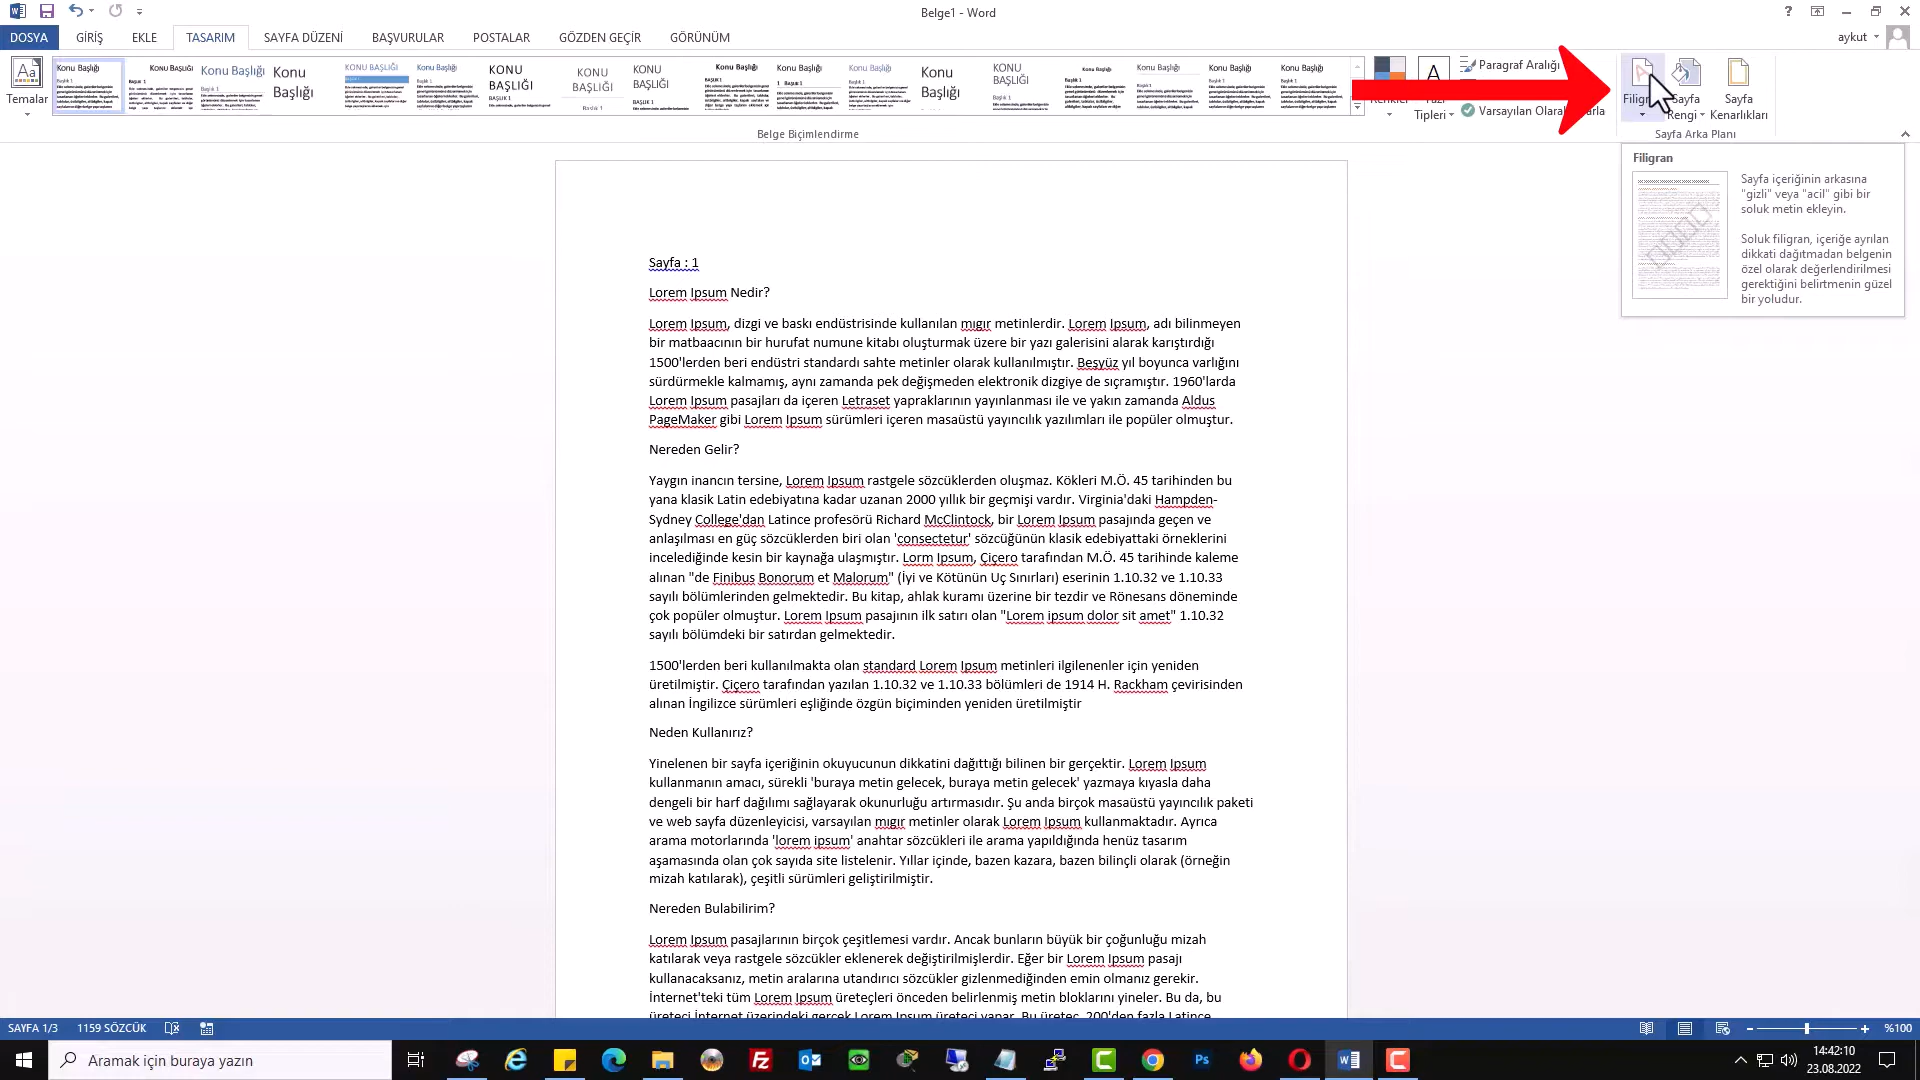 Belge1 - Word
DOSYA GİRİŞ EKLE TASARIM SAYFA DÜZENİ BAŞVURULAR POSTALAR GÖZDEN GEÇİR GÖRÜNÜM
aykut
Temalar
Konu Başlığı Konu Başlığı Konu Başlığı Konu Başlığı KONU BAŞLIĞI Konu Başlığı KONU BAŞLIĞI KONU BAŞLIĞI KONU BAŞLIĞI Konu Başlığı Konu Başlığı Konu Başlığı Konu Başlığı KONU BAŞLIĞI Konu Başlığı Konu Başlığı Konu Başlığı Konu Başlığı
Tipleri
Paragraf Aralığı
Varsayılan Olarak
Sayfa Rengi
Sayfa Kenarlıkları
Belge Biçimlendirme
Sayfa Arka Planı
Filigran
Sayfa içeriğinin arkasına
"gizli" veya "acil" gibi bir
soluk metin ekleyin.
Soluk filigran, içeriğe ayrılan
dikkati dağıtmadan belgenin
özel olarak değerlendirilmesi
gerektiğini belirtmenin güzel
bir yoludur.
Sayfa : 1
Lorem Ipsum Nedir?
Lorem Ipsum, dizgi ve baskı endüstrisinde kullanılan mıgır metinlerdir. Lorem Ipsum, adı bilinmeyen
bir matbaacının bir hurufat numune kitabı oluşturmak üzere bir yazı galerisini alarak karıştırdığı
1500'lerden beri endüstri standardı sahte metinler olarak kullanılmıştır. Beşyüz yıl boyunca varlığını
sürdürmekle kalmamış, aynı zamanda pek değişmeden elektronik dizgiye de sıçramıştır. 1960'larda
Lorem Ipsum pasajları da içeren Letraset yapraklarının yayınlanması ile ve yakın zamanda Aldus
PageMaker gibi Lorem Ipsum sürümleri içeren masaüstü yayıncılık yazılımları ile popüler olmuştur.
Nereden Gelir?
Yaygın inancın tersine, Lorem Ipsum rastgele sözcüklerden oluşmaz. Kökleri M.Ö. 45 tarihinden bu
yana klasik Latin edebiyatına kadar uzanan 2000 yıllık bir geçmişi vardır. Virginia'daki Hampden-
Sydney College'dan Latince profesörü Richard McClintock, bir Lorem Ipsum pasajında geçen ve
anlaşılması en güç sözcüklerden biri olan 'consectetur' sözcüğünün klasik edebiyattaki örneklerini
incelediğinde kesin bir kaynağa ulaşmıştır. Lorm Ipsum, Çiçero tarafından M.Ö. 45 tarihinde kaleme
alınan "de Finibus Bonorum et Malorum" (İyi ve Kötünün Uç Sınırları) eserinin 1.10.32 ve 1.10.33
sayılı bölümlerinden gelmektedir. Bu kitap, ahlak kuramı üzerine bir tezdir ve Rönesans döneminde
çok popüler olmuştur. Lorem Ipsum pasajının ilk satırı olan "Lorem ipsum dolor sit amet" 1.10.32
sayılı bölümdeki bir satırdan gelmektedir.
1500'lerden beri kullanılmakta olan standard Lorem Ipsum metinleri ilgilenenler için yeniden
üretilmiştir. Çiçero tarafından yazılan 1.10.32 ve 1.10.33 bölümleri de 1914 H. Rackham çevirisinden
alınan İngilizce sürümleri eşliğinde özgün biçiminden yeniden üretilmiştir
Neden Kullanırız?
Yinelenen bir sayfa içeriğinin okuyucunun dikkatini dağıttığı bilinen bir gerçektir. Lorem Ipsum
kullanmanın amacı, sürekli 'buraya metin gelecek, buraya metin gelecek' yazmaya kıyasla daha
dengeli bir harf dağılımı sağlayarak okunurluğu artırmasıdır. Şu anda birçok masaüstü yayıncılık paketi
ve web sayfa düzenleyicisi, varsayılan mıgır metinler olarak Lorem Ipsum kullanmaktadır. Ayrıca
arama motorlarında 'lorem ipsum' anahtar sözcükleri ile arama yapıldığında henüz tasarım
aşamasında olan çok sayıda site listelenir. Yıllar içinde, bazen kazara, bazen bilinçli olarak (örneğin
mizah katılarak), çeşitli sürümleri geliştirilmiştir.
Nereden Bulabilirim?
Lorem Ipsum pasajlarının birçok çeşitlemesi vardır. Ancak bunların büyük bir çoğunluğu mizah
katılarak veya rastgele sözcükler eklenerek değiştirilmişlerdir. Eğer bir Lorem Ipsum pasajı
kullanacaksanız, metin aralarına utandırıcı sözcükler gizlenmediğinden emin olmanız gerekir.
İnternet'teki tüm Lorem Ipsum üreteçleri önceden belirlenmiş metin bloklarını yineler. Bu da, bu
üreteci İnternet üzerindeki gerçek Lorem Ipsum üreteci yapar. Bu üreteç, 200'den fazla Latince
SAYFA 1/3 1159 SÖZCÜK
%100
Aramak için buraya yazın
14:42:10
23.08.2022